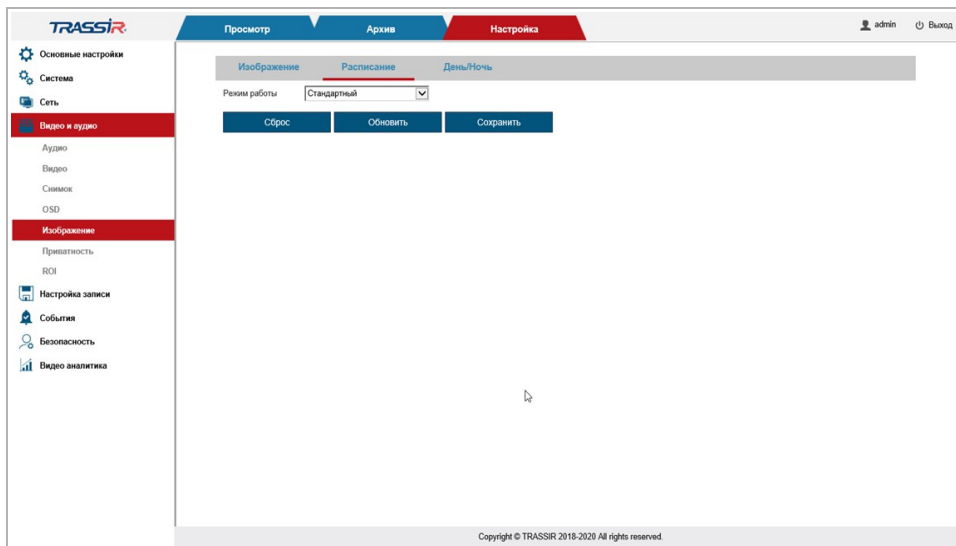 TRASSIR
Просмотр
Архив
Настройка
admin
Выход
Основные настройки
Система
Сеть
Видео и аудио
Аудио
Видео
Снимок
OSD
Изображение
Приватность
ROI
Настройка записи
События
Безопасность
Видео аналитика
Изображение
Расписание
День/Ночь
Режим работы
Стандартный
Сброс
Обновить
Сохранить
Copyright © TRASSIR 2018-2020 All rights reserved.